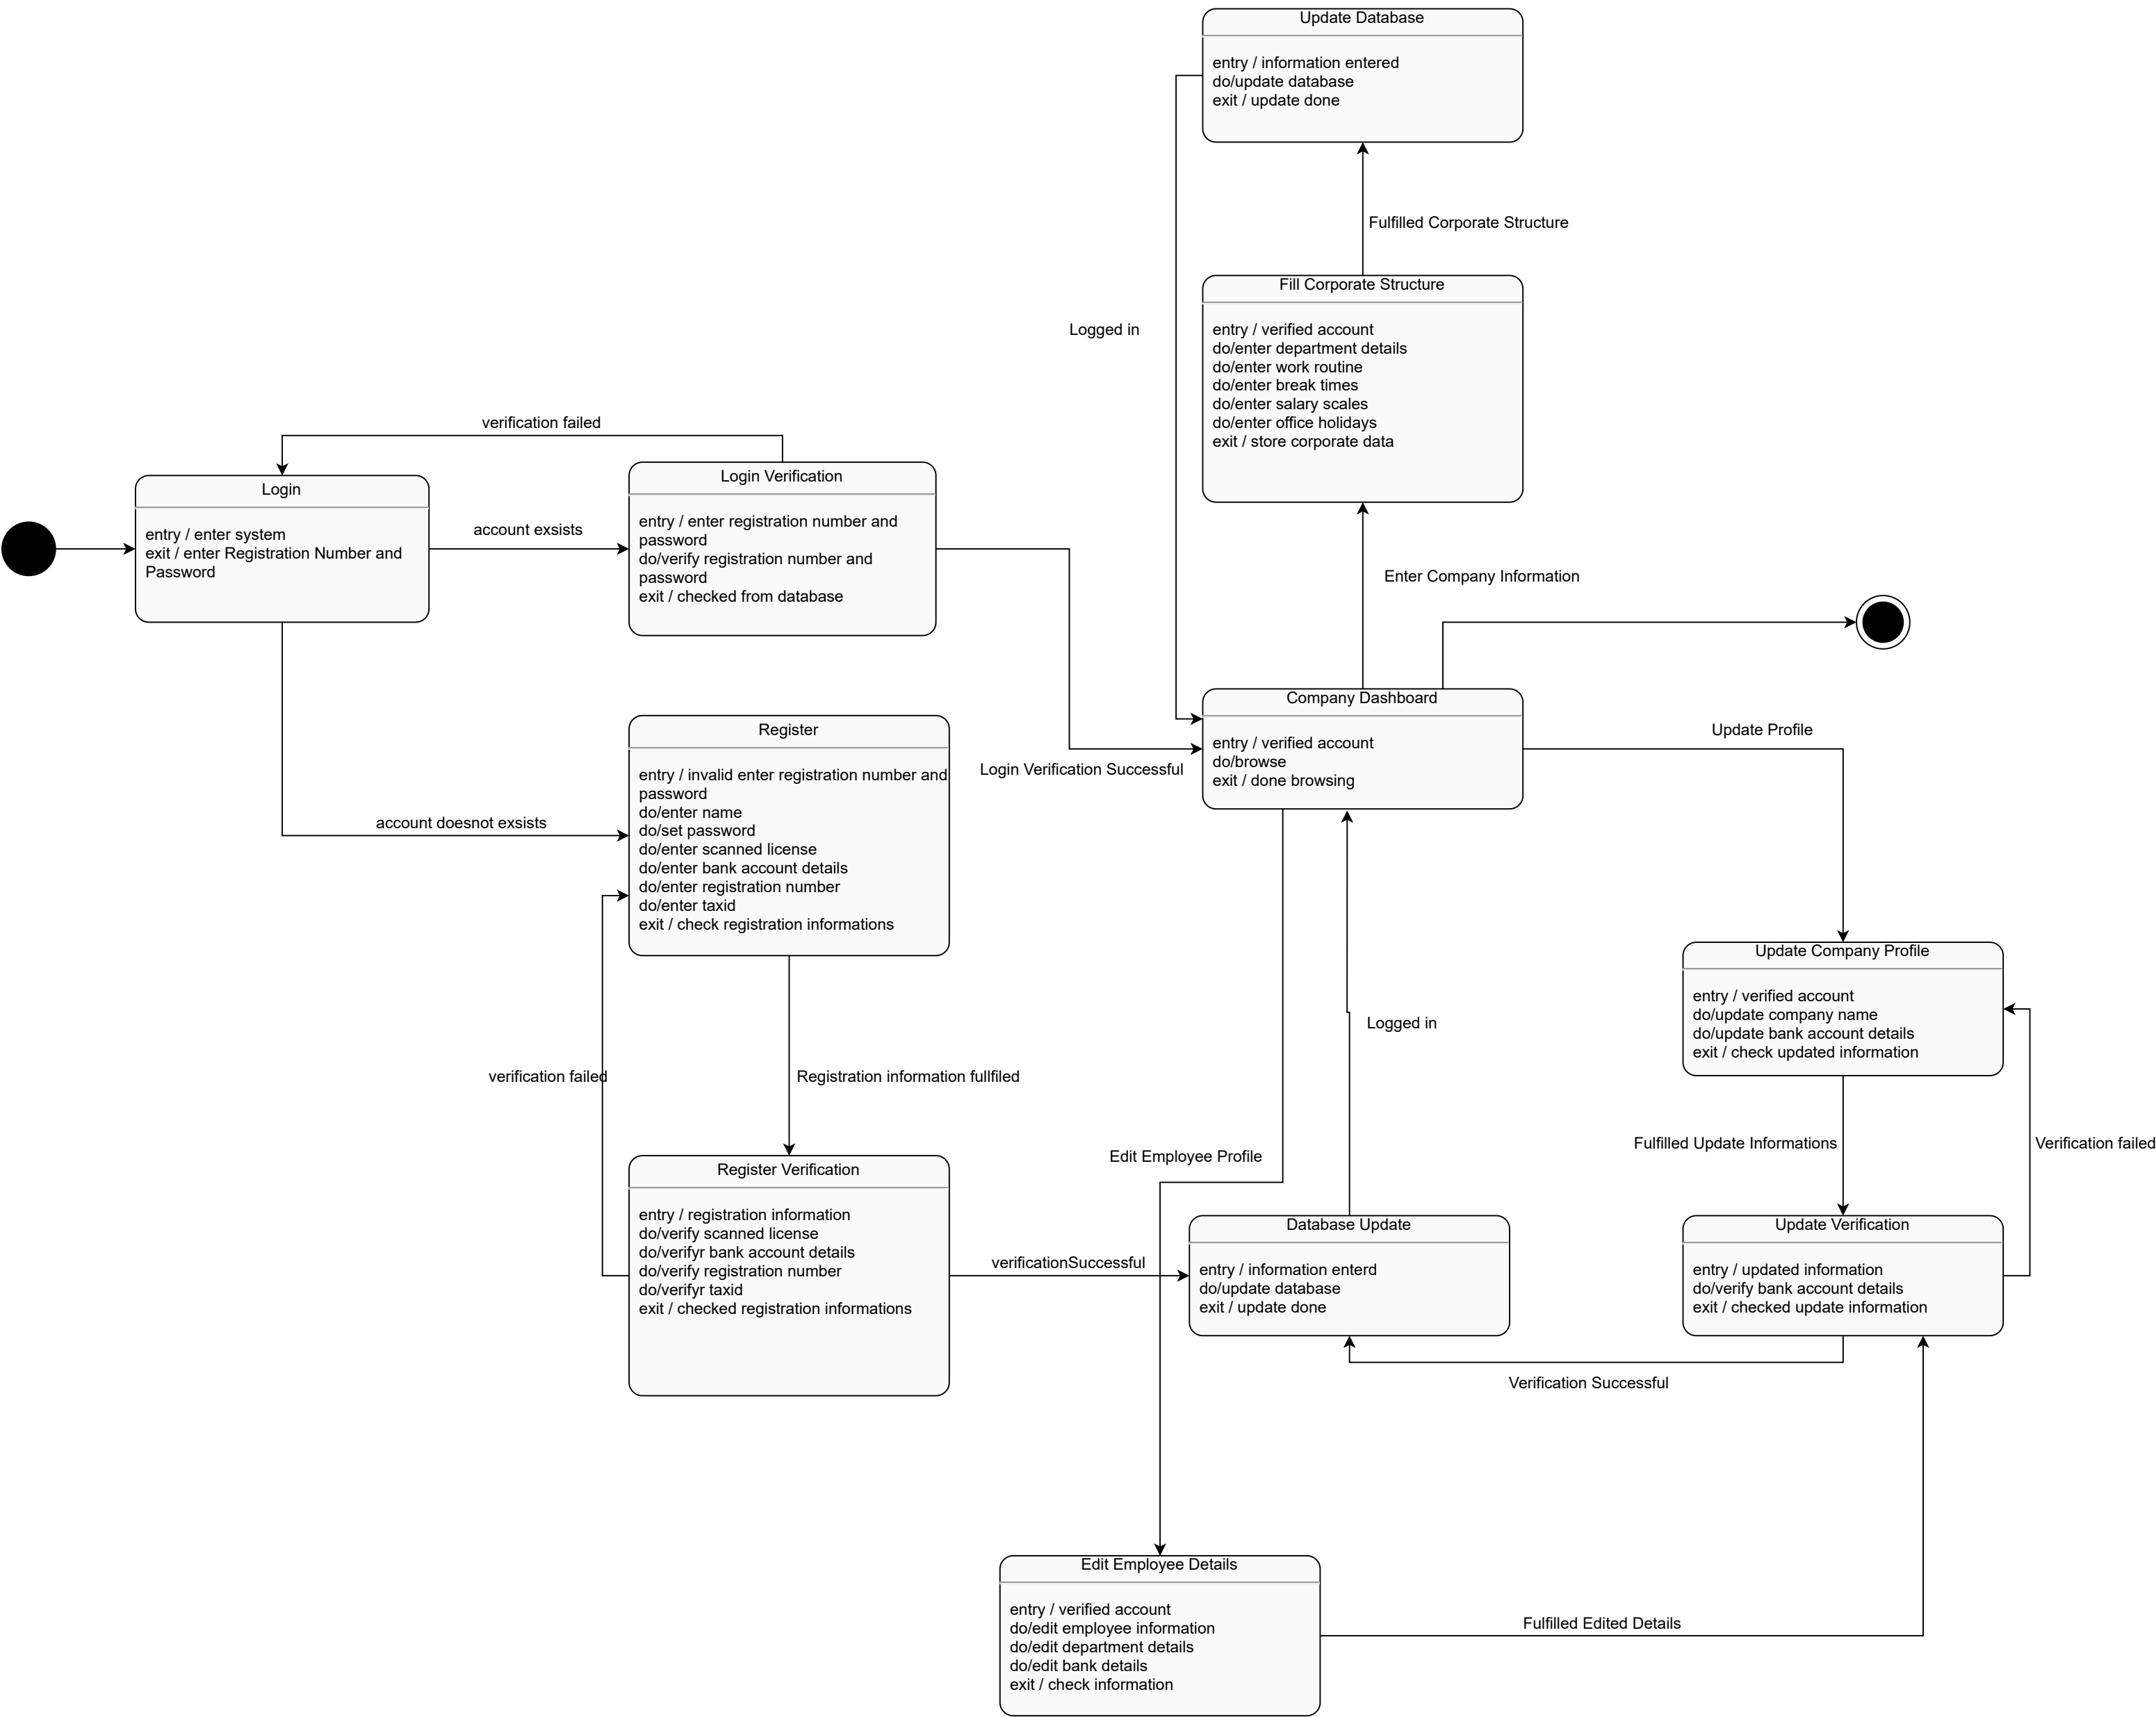 Update Database
entry / information entered
do/update database
exit / update done
Fulfilled Corporate Structure
Fill Corporate Structure
entry / verified account
do/enter department details
do/enter work routine
do/enter break times
do/enter salary scales
do/enter office holidays
exit / store corporate data
Logged in
verification failed
Login
entry / enter system
exit / enter Registration Number and
Password
account exsists
Login Verification
entry / enter registration number and
password
do/verify registration number and
password
exit / checked from database
Enter Company Information
Login Verification Successful
Company Dashboard
entry / verified account
do/browse
exit / done browsing
Update Profile
account doesnot exsists
Register
entry / invalid enter registration number and
password
do/enter name
do/set password
do/enter scanned license
do/enter bank account details
do/enter registration number
do/enter taxid
exit / check registration informations
Update Company Profile
entry / verified account
do/update company name
do/update bank account details
exit / check updated information
Logged in
verification failed
Registration information fullfiled
Fulfilled Update Informations
Verification failed
Edit Employee Profile
Register Verification
entry / registration information
do/verify scanned license
do/verifyr bank account details
do/verify registration number
do/verifyr taxid
exit / checked registration informations
verificationSuccessful
Database Update
entry / information enterd
do/update database
exit / update done
Update Verification
entry / updated information
do/verify bank account details
exit / checked update information
Verification Successful
Edit Employee Details
entry / verified account
do/edit employee information
do/edit department details
do/edit bank details
exit / check information
Fulfilled Edited Details